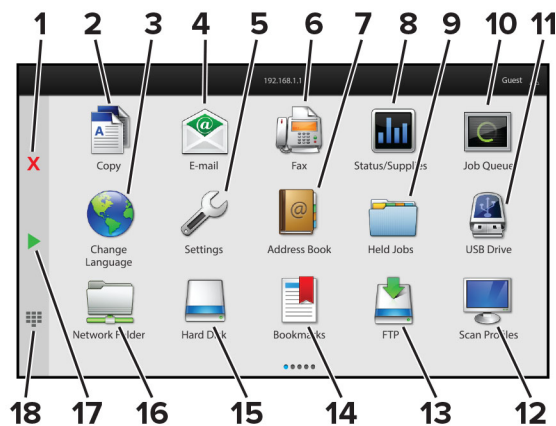 1 2 3 4 5 6 7 8 9 10 11
192.168.1.1
Guest
X
Copy E-mail Fax Status/Supplies Job Queue
Change Language Settings Address Book Held Jobs USB Drive
Network Folder Hard Disk Bookmarks FTP Scan Profiles
18 17 16 15 14 13 12